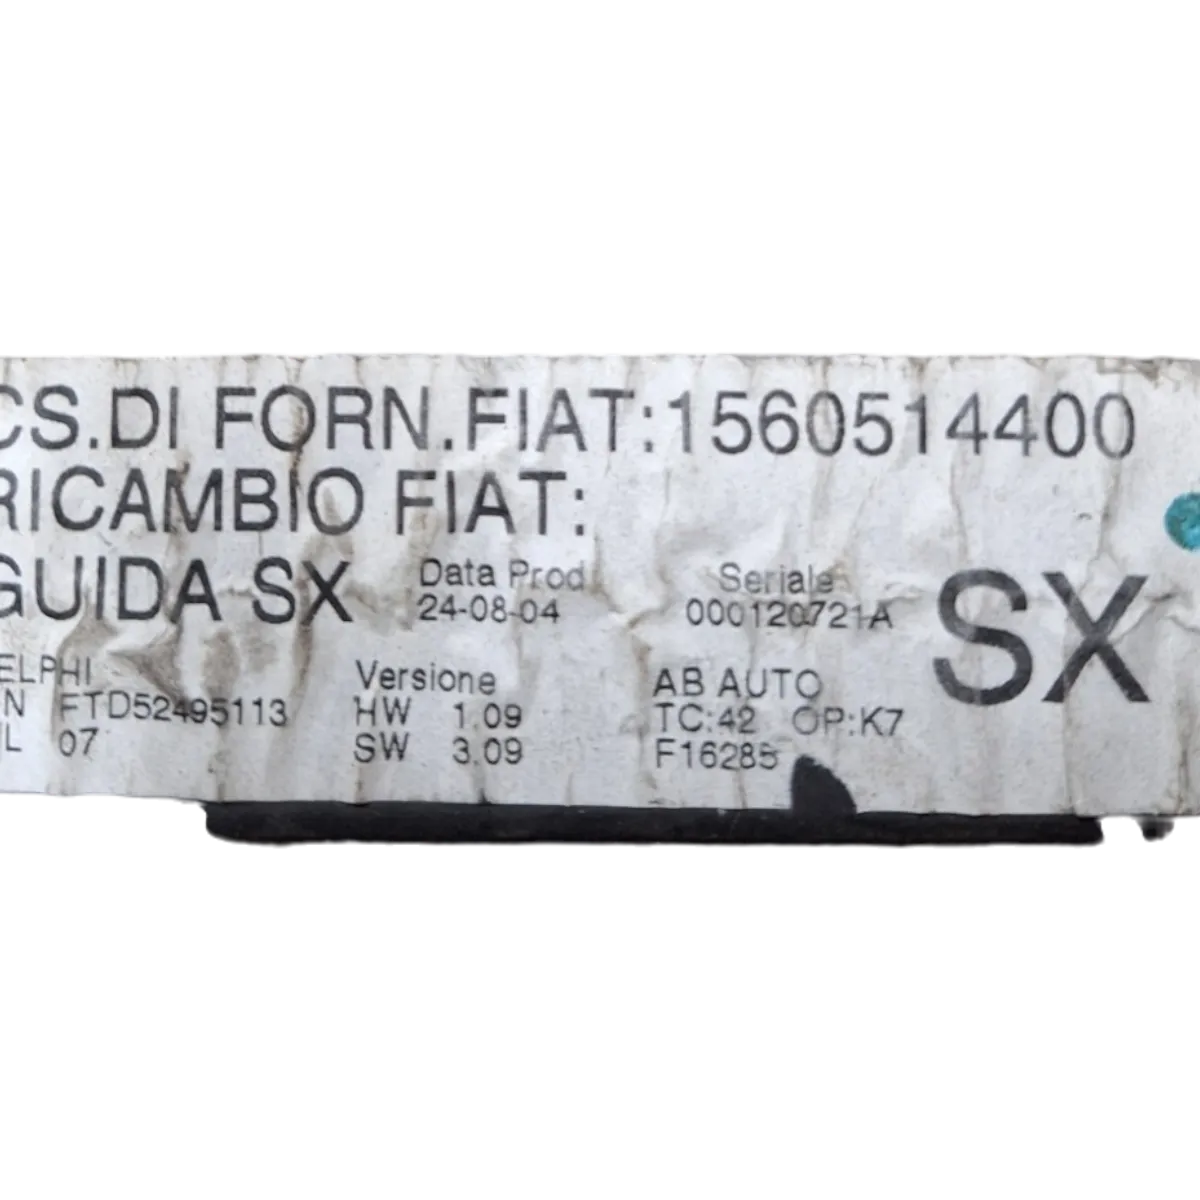 CS.DI FORN.FIAT:1560514400
RICAMBIO FIAT:
GUIDA SX Data Prod Seriale SX
24-08-04 000120721A
ELPHI Versione AB AUTO
N FTD52495113 HW 1.09 TC:42 OP:K7
L 07 SW 3.09 F16285